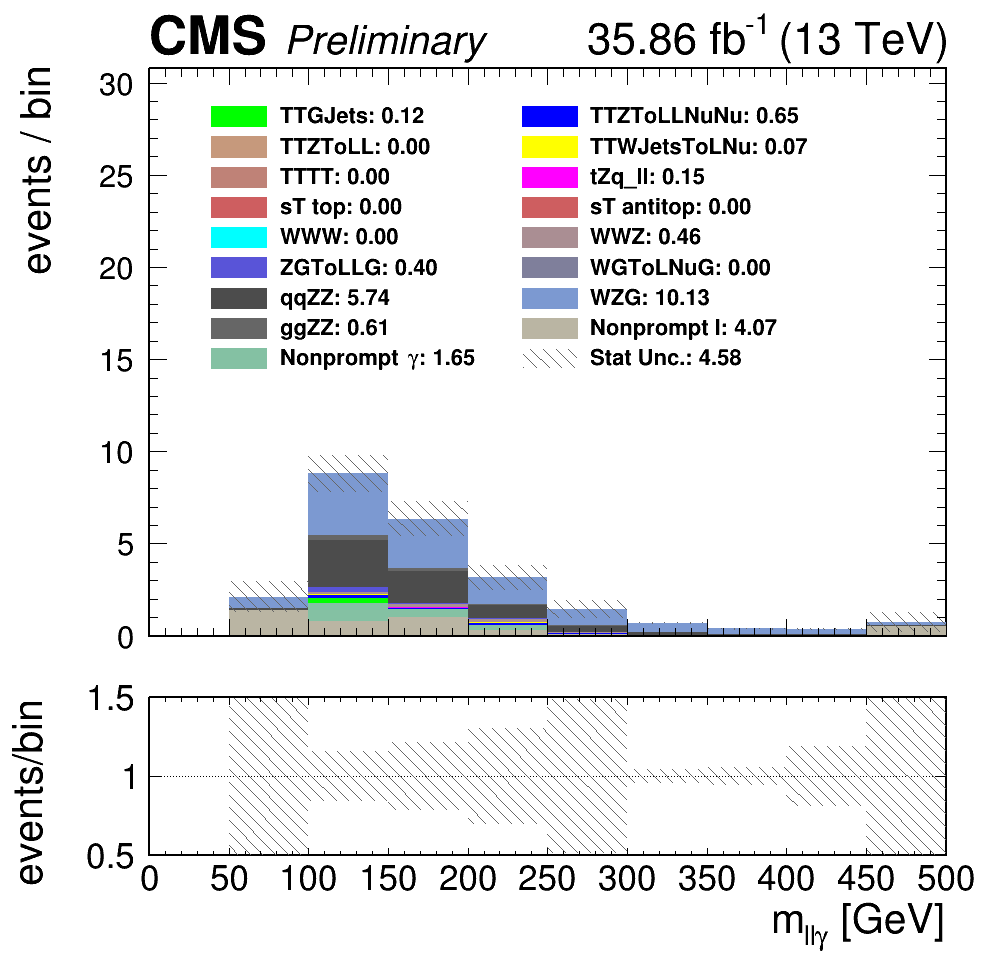 CMS Preliminary 35.86 fb-1 (13 TeV)
events / bin
30
25
20
15
10
5
0
TTGJets: 0.12 TTZToLLNuNu: 0.65
TTZToLL: 0.00 TTWJetsToLNu: 0.07
TTTT: 0.00 tZq_ll: 0.15
sT top: 0.00 sT antitop: 0.00
WWW: 0.00 WWZ: 0.46
ZGToLLG: 0.40 WGToLNuG: 0.00
qqZZ: 5.74 WZG: 10.13
ggZZ: 0.61 Nonprompt l: 4.07
Nonprompt γ: 1.65 Stat Unc.: 4.58
events/bin
1.5
1
0.5
0 50 100 150 200 250 300 350 400 450 500
mllγ [GeV]